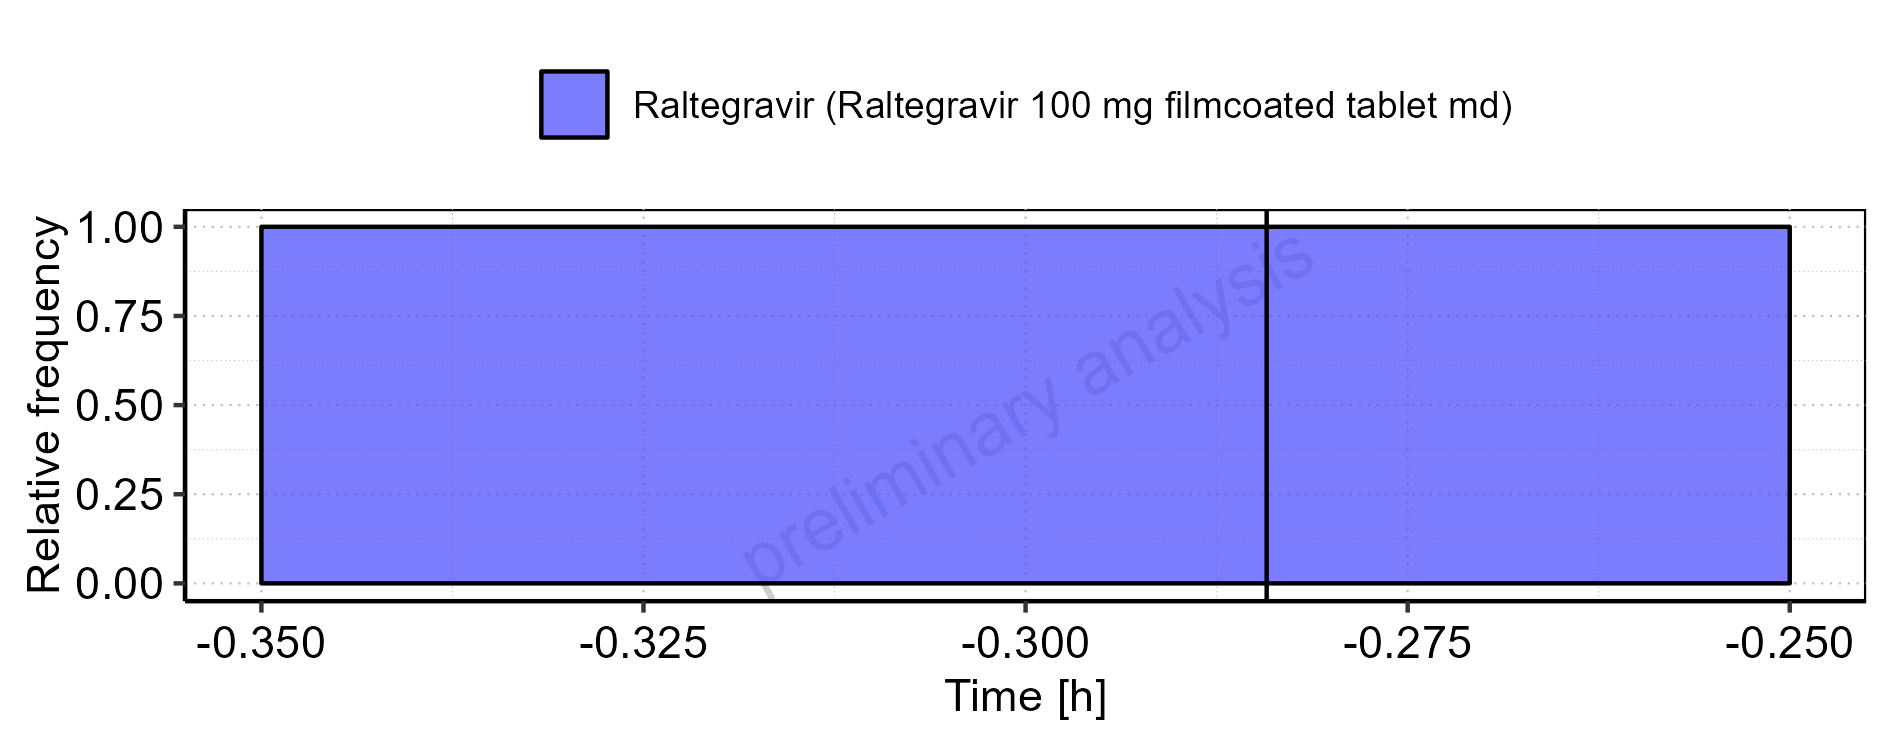 Raltegravir (Raltegravir 100 mg filmcoated tablet md)
Relative frequency
1.00
0.75
0.50
0.25
0.00
preliminary analysis
-0.350 -0.325 -0.300 -0.275 -0.250
Time [h]